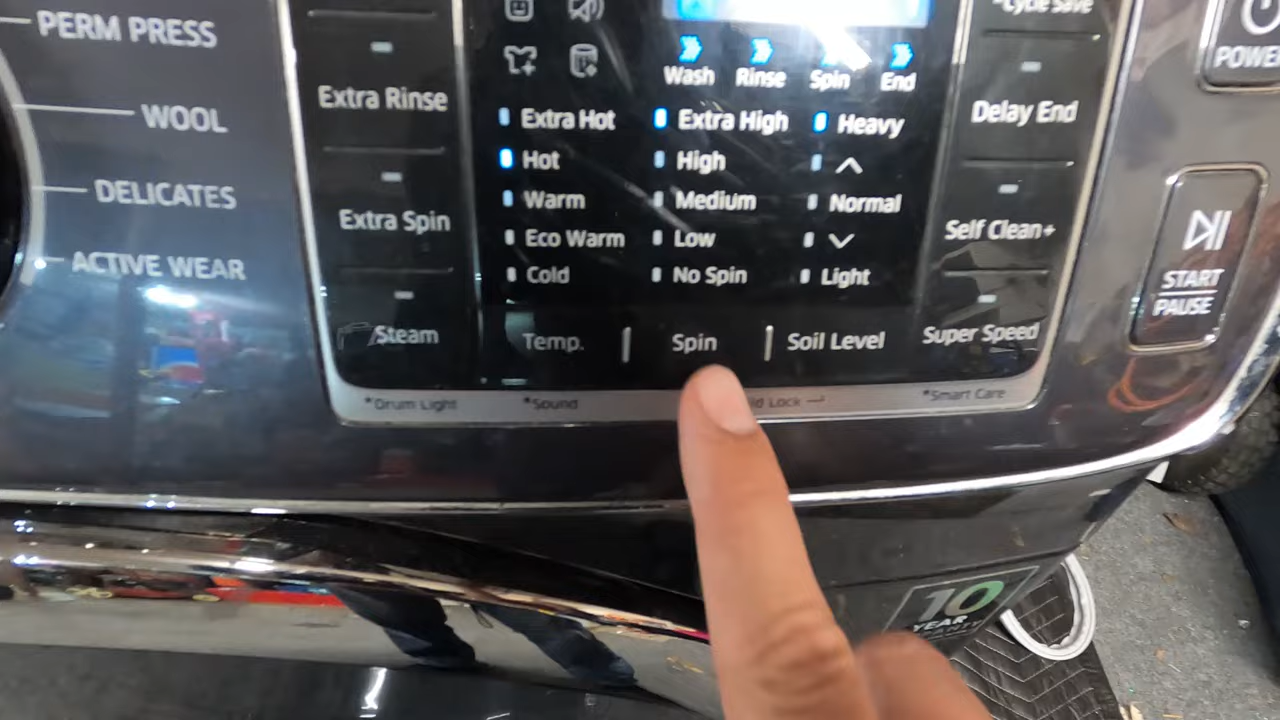 PERM PRESS
WOOL
DELICATES
ACTIVE WEAR
Extra Rinse
Extra Spin
Steam
Wash Rinse Spin End
Extra Hot Extra High Heavy
Hot High
Warm Medium Normal
Eco Warm Low
Cold No Spin Light
Temp. Spin Soil Level
*Cycle Save
Delay End
Self Clean+
Super Speed
*Drum Light *Sound Lock *Smart Care
POWER
START
PAUSE
10
YEAR